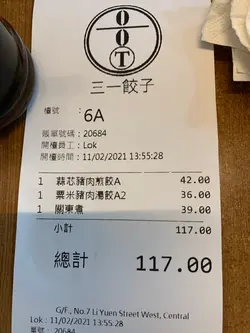 OOT
三一餃子
檯號 : 6A
賬單號碼 : 20684
開檯員工 : Lok
開檯時間 : 11/02/2021 13:55:28
1 蒜芯豬肉煎餃A 42.00
1 粟米豬肉湯餃A2 36.00
1 關東煮 39.00
小計 117.00
總計 117.00
G/F., No.7 Li Yuen Street West, Central
Lok : 11/02/2021 13:55:28
單號 : 20684